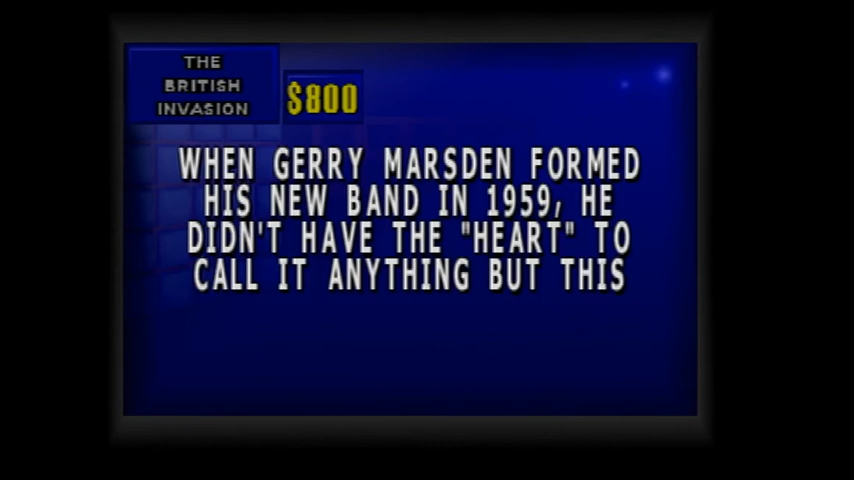 THE
BRITISH
INVASION
$800
WHEN GERRY MARSDEN FORMED
HIS NEW BAND IN 1959, HE
DIDN'T HAVE THE "HEART" TO
CALL IT ANYTHING BUT THIS